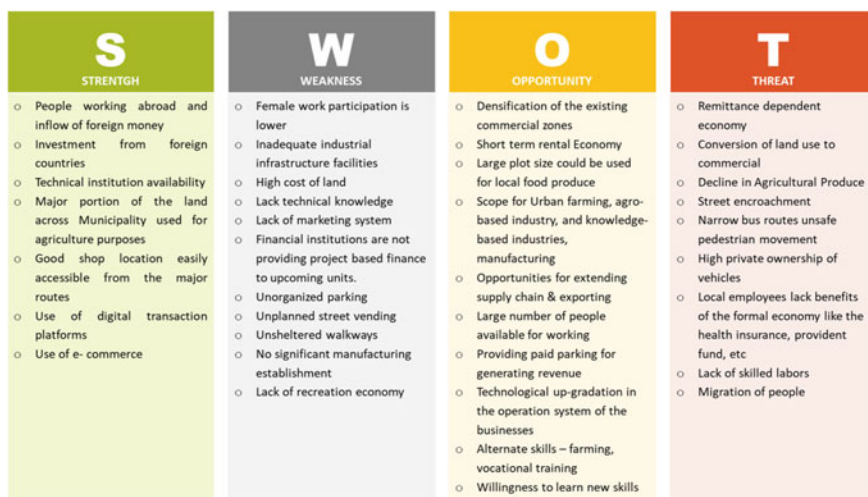 S
STRENTGH
o People working abroad and
inflow of foreign money
o Investment from foreign
countries
o Technical institution availability
o Major portion of the land
across Municipality used for
agriculture purposes
o Good shop location easily
accessible from the major
routes
o Use of digital transaction
platforms
o Use of e- commerce
W
WEAKNESS
o Female work participation is
lower
o Inadequate industrial
infrastructure facilities
o High cost of land
o Lack technical knowledge
o Lack of marketing system
o Financial institutions are not
providing project based finance
to upcoming units.
o Unorganized parking
o Unplanned street vending
o Unsheltered walkways
o No significant manufacturing
establishment
o Lack of recreation economy
O
OPPORTUNITY
o Densification of the existing
commercial zones
o Short term rental Economy
o Large plot size could be used
for local food produce
o Scope for Urban farming, agro-
based industry, and knowledge-
based industries,
manufacturing
o Opportunities for extending
supply chain & exporting
o Large number of people
available for working
o Providing paid parking for
generating revenue
o Technological up-gradation in
the operation system of the
businesses
o Alternate skills – farming,
vocational training
o Willingness to learn new skills
T
THREAT
o Remittance dependent
economy
o Conversion of land use to
commercial
o Decline in Agricultural Produce
o Street encroachment
o Narrow bus routes unsafe
pedestrian movement
o High private ownership of
vehicles
o Local employees lack benefits
of the formal economy like the
health insurance, provident
fund, etc
o Lack of skilled labors
o Migration of people